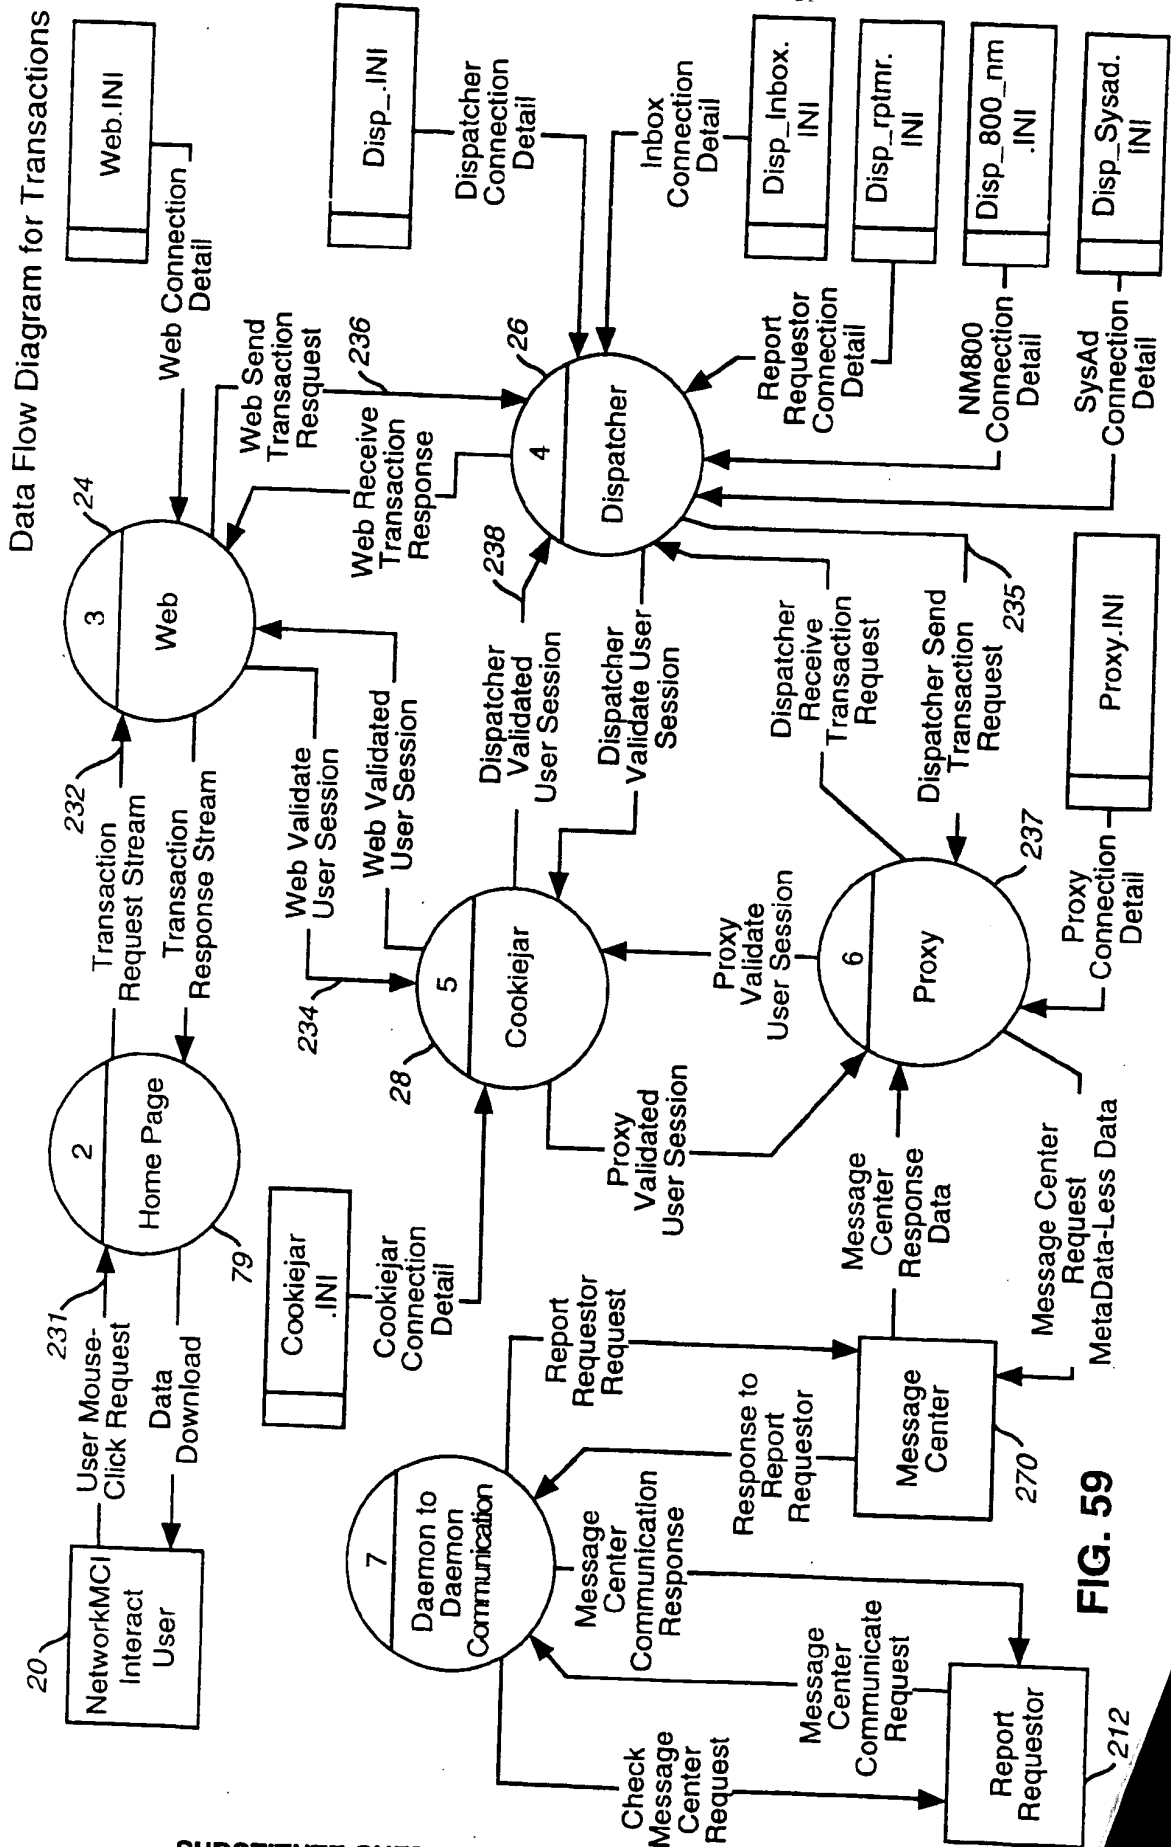 Data Flow Diagram for Transactions
20
NetworkMCI
Interact
User
User Mouse-
Click Request
231
Data
Download
2
Home Page
79
Transaction
Request Stream
232
Transaction
Response Stream
3
Web
24
Web Connection
Detail
Web.INI
Web Validate
User Session
234
Web Validated
User Session
Web Send
Transaction
Resquest
236
Web Receive
Transaction
Response
Disp_.INI
Dispatcher
Connection
Detail
Cookiejar
.INI
Cookiejar
Connection
Detail
28
5
Cookiejar
Dispatcher
Validated
User Session
238
Dispatcher
Validate User
Session
4
Dispatcher
26
Inbox
Connection
Detail
Disp_Inbox.
INI
Report
Requestor
Connection
Detail
Disp_rptmr.
INI
NM800
Connection
Detail
Disp_800_nm
.INI
SysAd
Connection
Detail
Disp_Sysad.
INI
Proxy
Validated
User Session
Proxy
Validate
User Session
Dispatcher
Receive
Transaction
Request
Dispatcher Send
Transaction
Request
235
6
Proxy
237
Proxy
Connection
Detail
Proxy.INI
7
Daemon to
Daemon
Communication
Report
Requestor
Request
Response to
Report
Requestor
Message
Center
Response
Data
Message
Center
270
Message Center
Request
MetaData-Less Data
Message
Center
Communication
Response
Message
Center
Communicate
Request
Check
Message
Center
Request
Report
Requestor
212
FIG. 59